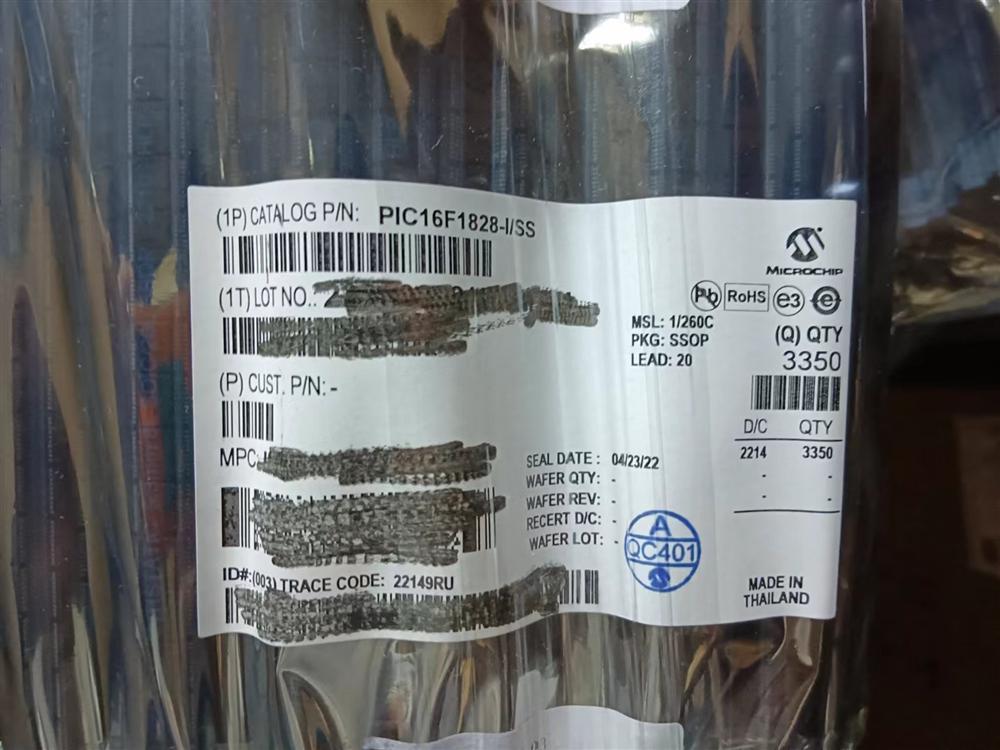 (1P) CATALOG P/N: PIC16F1828-I/SS
MICROCHIP
(1T) LOT NO.:
Pb RoHS e3 e
MSL: 1/260C
PKG: SSOP
LEAD: 20
(Q) QTY
3350
(P) CUST. P/N: -
D/C QTY
2214 3350
- -
- -
MPC
SEAL DATE : 04/23/22
WAFER QTY: -
WAFER REV: -
RECERT D/C: -
WAFER LOT: -
A
QC401
ID#:(003) TRACE CODE: 22149RU
MADE IN
THAILAND